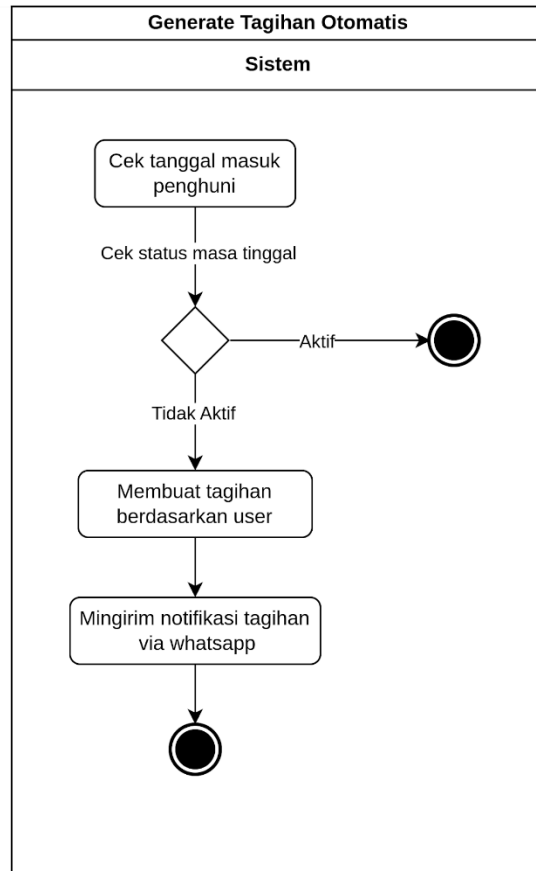 Generate Tagihan Otomatis
Sistem
Cek tanggal masuk
penghuni
Cek status masa tinggal
Aktif
Tidak Aktif
Membuat tagihan
berdasarkan user
Mingirim notifikasi tagihan
via whatsapp